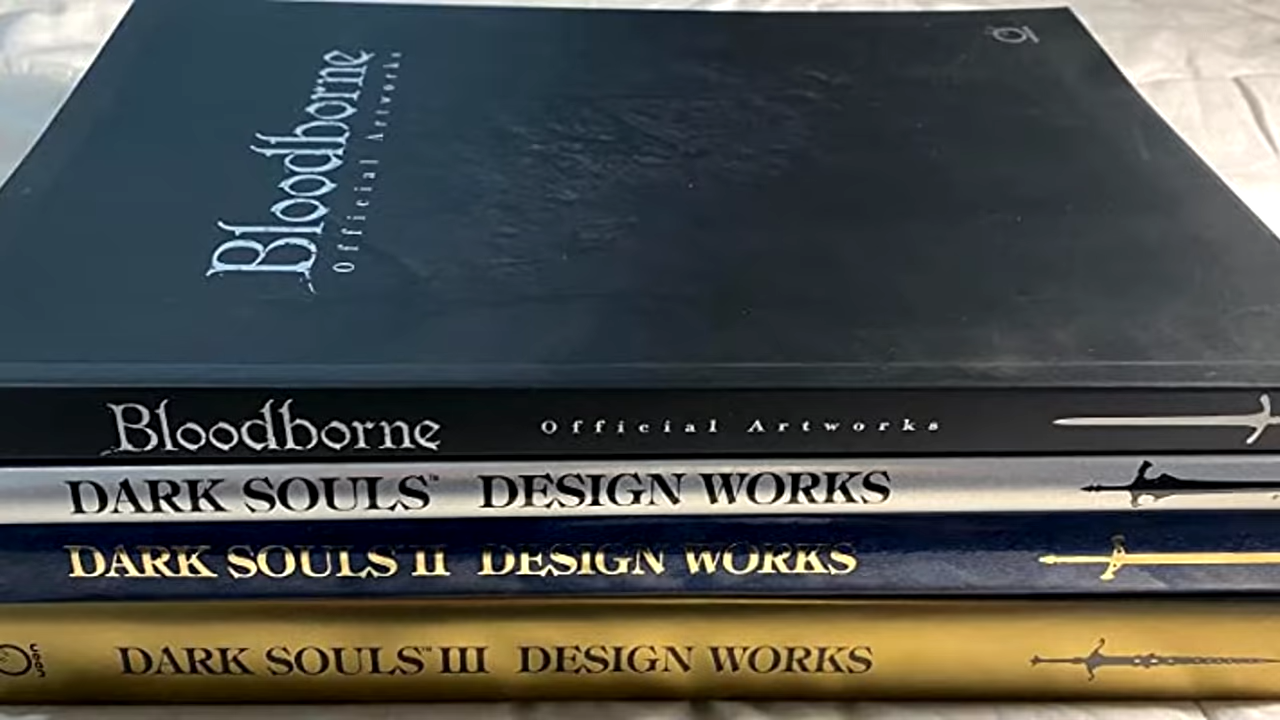 Bloodborne
Official Artworks
Bloodborne Official Artworks
DARK SOULS™ DESIGN WORKS
DARK SOULS II DESIGN WORKS
DARK SOULS™ III DESIGN WORKS